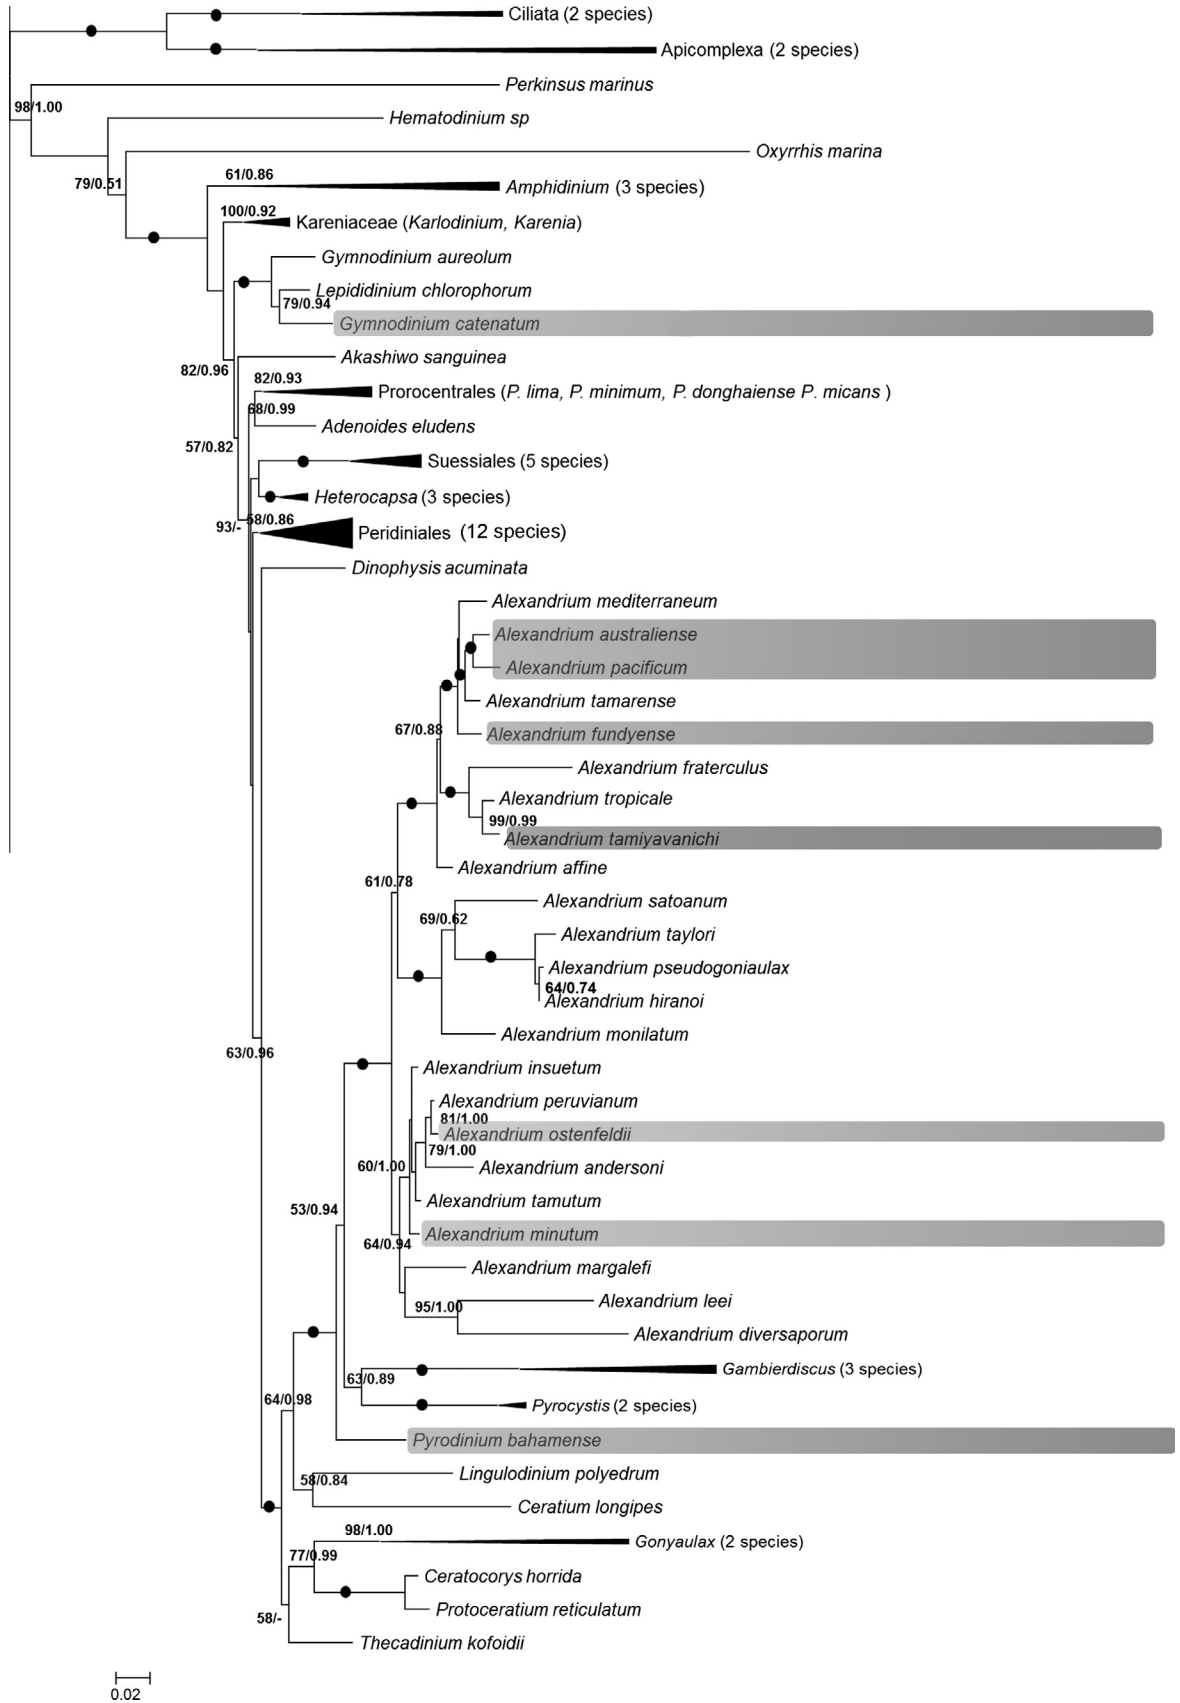 Ciliata (2 species)
Apicomplexa (2 species)
Perkinsus marinus
98/1.00
Hematodinium sp
Oxyrrhis marina
79/0.51
61/0.86
Amphidinium (3 species)
100/0.92
Kareniaceae (Karlodinium, Karenia)
Gymnodinium aureolum
Lepididinium chlorophorum
79/0.94
Gymnodinium catenatum
Akashiwo sanguinea
82/0.96
82/0.93
Prorocentrales (P. lima, P. minimum, P. donghaiense P. micans )
68/0.99
Adenoides eludens
57/0.82
Suessiales (5 species)
Heterocapsa (3 species)
93/-
58/0.86
Peridiniales (12 species)
Dinophysis acuminata
Alexandrium mediterraneum
Alexandrium australiense
Alexandrium pacificum
Alexandrium tamarense
67/0.88
Alexandrium fundyense
Alexandrium fraterculus
Alexandrium tropicale
99/0.99
Alexandrium tamiyavanichi
Alexandrium affine
61/0.78
Alexandrium satoanum
69/0.62
Alexandrium taylori
Alexandrium pseudogoniaulax
64/0.74
Alexandrium hiranoi
Alexandrium monilatum
63/0.96
Alexandrium insuetum
Alexandrium peruvianum
81/1.00
Alexandrium ostenfeldii
79/1.00
60/1.00
Alexandrium andersoni
Alexandrium tamutum
53/0.94
Alexandrium minutum
64/0.94
Alexandrium margalefi
Alexandrium leei
95/1.00
Alexandrium diversaporum
Gambierdiscus (3 species)
63/0.89
64/0.98
Pyrocystis (2 species)
Pyrodinium bahamense
Lingulodinium polyedrum
58/0.84
Ceratium longipes
98/1.00
Gonyaulax (2 species)
77/0.99
Ceratocorys horrida
Protoceratium reticulatum
58/-
Thecadinium kofoidii
0.02